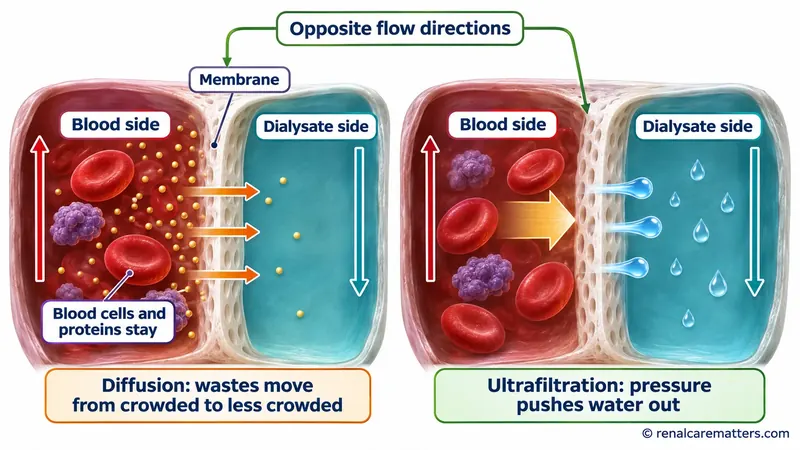 Opposite flow directions
Membrane
Blood side
Dialysate side
Blood cells and
proteins stay
Diffusion: wastes move
from crowded to less crowded
Blood side
Dialysate side
Ultrafiltration: pressure
pushes water out
© renalcarematters.com